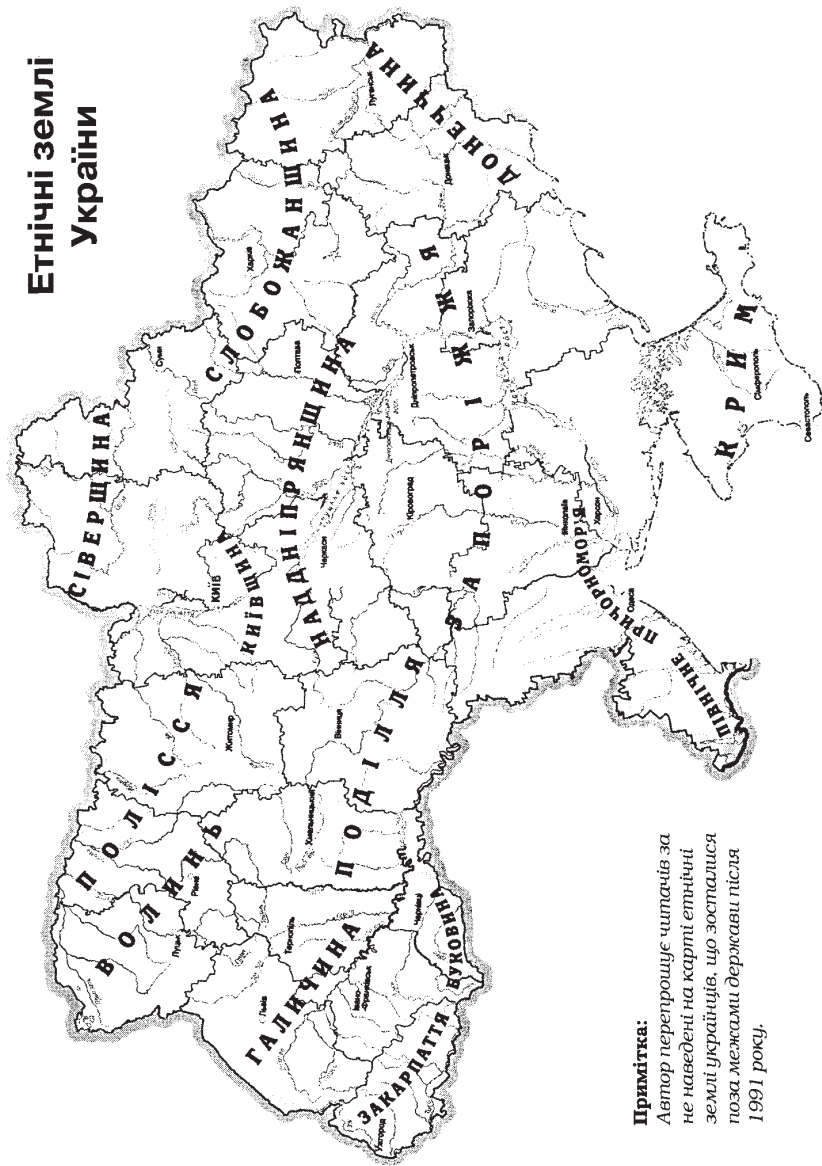 Етнічні землі
України
СІВЕРЩИНА
СЛОБОЖАНЩИНА
ДОНЕЧЧИНА
ПОЛІССЯ
ВОЛИНЬ
КИЇВЩИНА
НАДДНІПРЯНЩИНА
ГАЛИЧИНА
ПОДІЛЛЯ
ЗАПОРІЖЖЯ
ЗАКАРПАТТЯ
БУКОВИНА
ПІВНІЧНЕ ПРИЧОРНОМОР'Я
КРИМ
Луцьк
Рівне
Житомир
КИЇВ
Суми
Харків
Полтава
Луганськ
Львів
Тернопіль
Хмельницький
Вінниця
Черкаси
Ужгород
Івано-
-Франківськ
Чернівці
Кіровоград
Дніпропетровськ
Донецьк
Запоріжжя
Миколаїв
Херсон
Одеса
Сімферополь
Севастополь
Примітка:
Автор перепрошує читачів за
не наведені на карті етнічні
землі українців, що зосталися
поза межами держави після
1991 року.